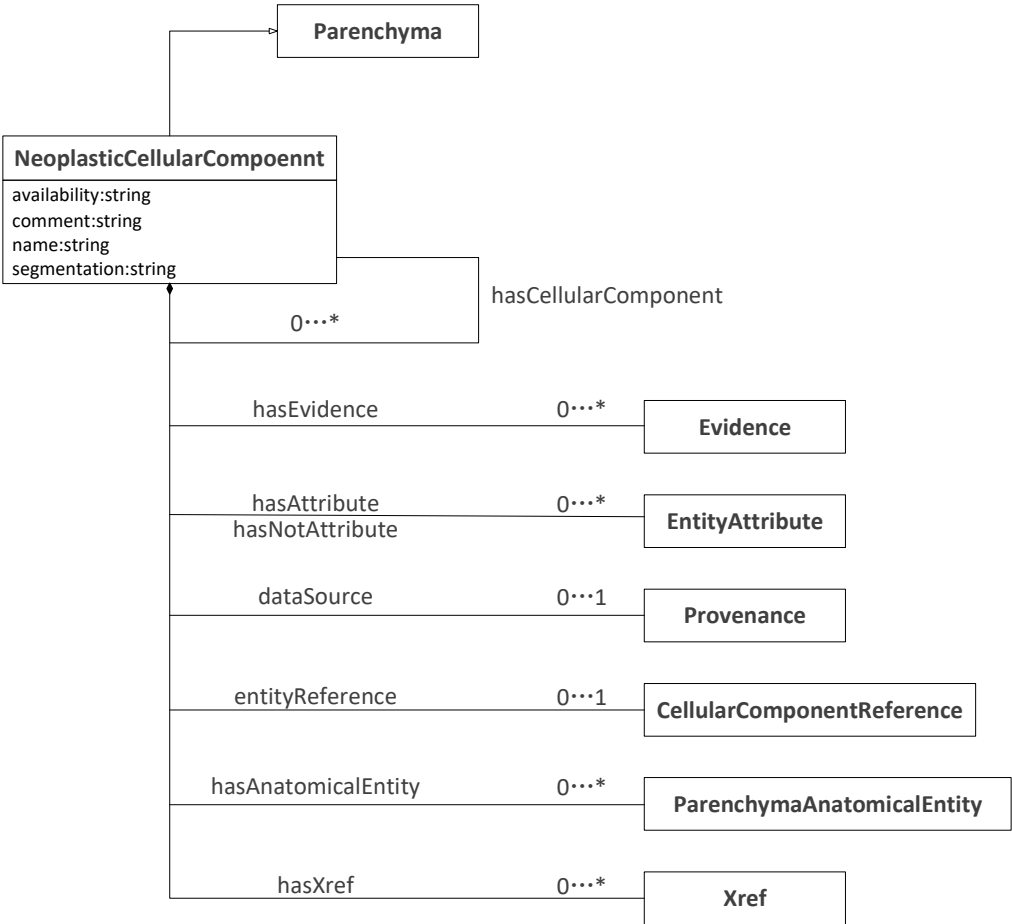 Parenchyma
NeoplasticCellularCompoennt
availability:string
comment:string
name:string
segmentation:string
hasCellularComponent
0···*
hasEvidence 0···*
Evidence
hasAttribute 0···*
hasNotAttribute
EntityAttribute
dataSource 0···1
Provenance
entityReference 0···1
CellularComponentReference
hasAnatomicalEntity 0···*
ParenchymaAnatomicalEntity
hasXref 0···*
Xref